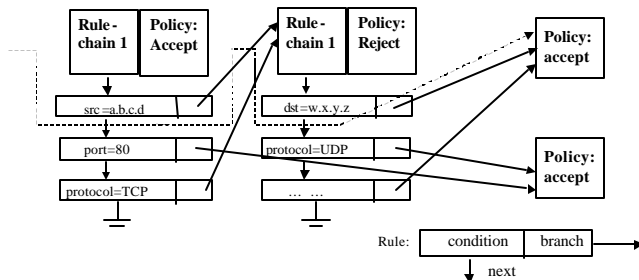 Rule-
chain 1
Policy:
Accept
Rule-
chain 1
Policy:
Reject
Policy:
accept
src=a.b.c.d
dst=w.x.y.z
port=80
protocol=UDP
Policy:
accept
protocol=TCP
... ...
Rule:
condition
branch
next